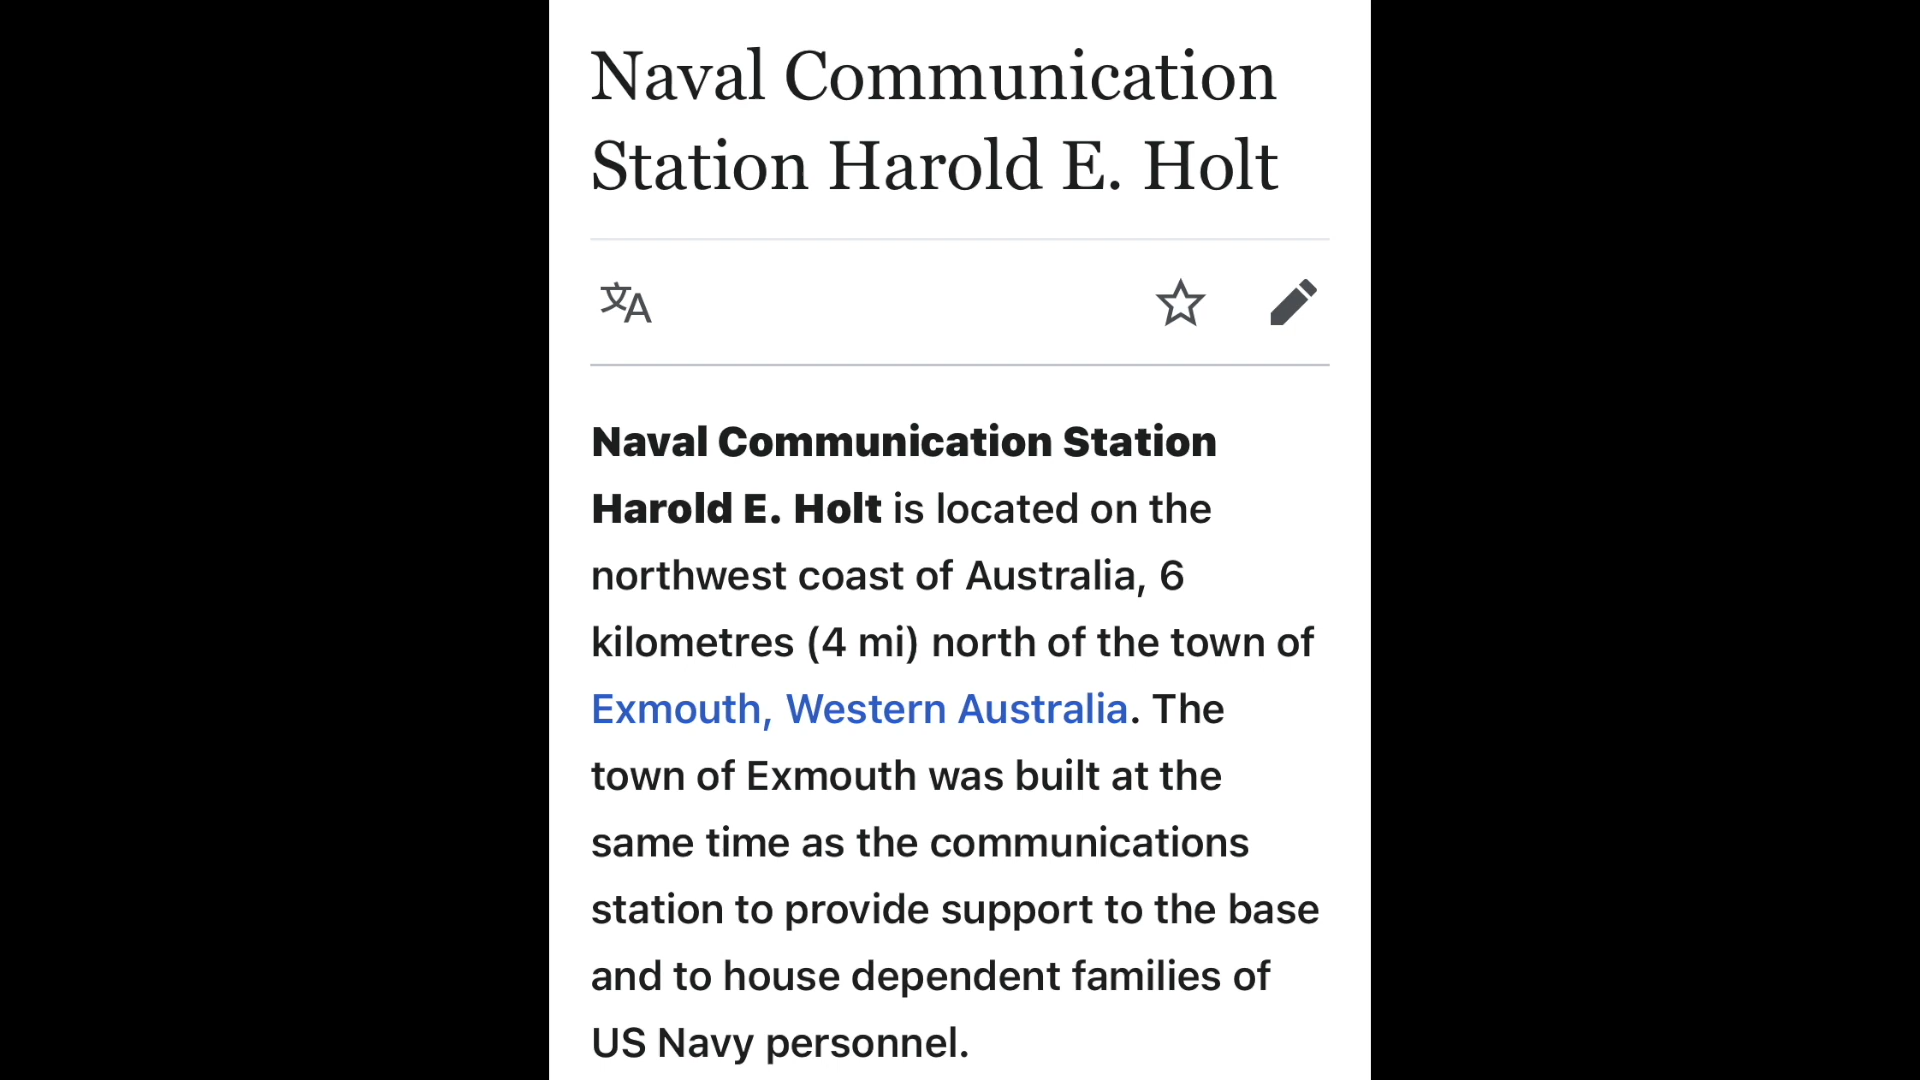 Naval Communication
Station Harold E. Holt
文A
Naval Communication Station
Harold E. Holt is located on the
northwest coast of Australia, 6
kilometres (4 mi) north of the town of
Exmouth, Western Australia. The
town of Exmouth was built at the
same time as the communications
station to provide support to the base
and to house dependent families of
US Navy personnel.